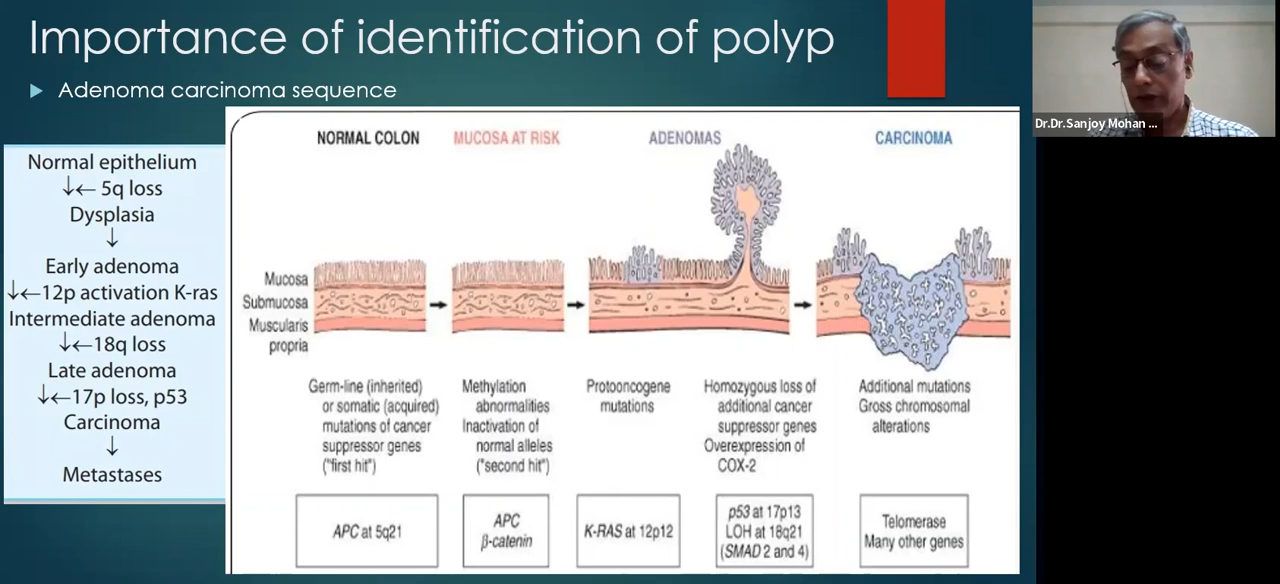 Importance of identification of polyp
Adenoma carcinoma sequence
Dr.Dr.Sanjoy Mohan ...
Normal epithelium
↓← 5q loss
Dysplasia
↓
Early adenoma
↓←12p activation K-ras
Intermediate adenoma
↓←18q loss
Late adenoma
↓←17p loss, p53
Carcinoma
↓
Metastases
NORMAL COLON
MUCOSA AT RISK
ADENOMAS
CARCINOMA
Mucosa
Submucosa
Muscularis
propria
Germ-line (inherited)
or somatic (acquired)
mutations of cancer
suppressor genes
("first hit")
Methylation
abnormalities
Inactivation of
normal alleles
("second hit")
Protooncogene
mutations
Homozygous loss of
additional cancer
suppressor genes
Overexpression of
COX-2
Additional mutations
Gross chromosomal
alterations
APC at 5q21
APC
β-catenin
K-RAS at 12p12
p53 at 17p13
LOH at 18q21
(SMAD 2 and 4)
Telomerase
Many other genes